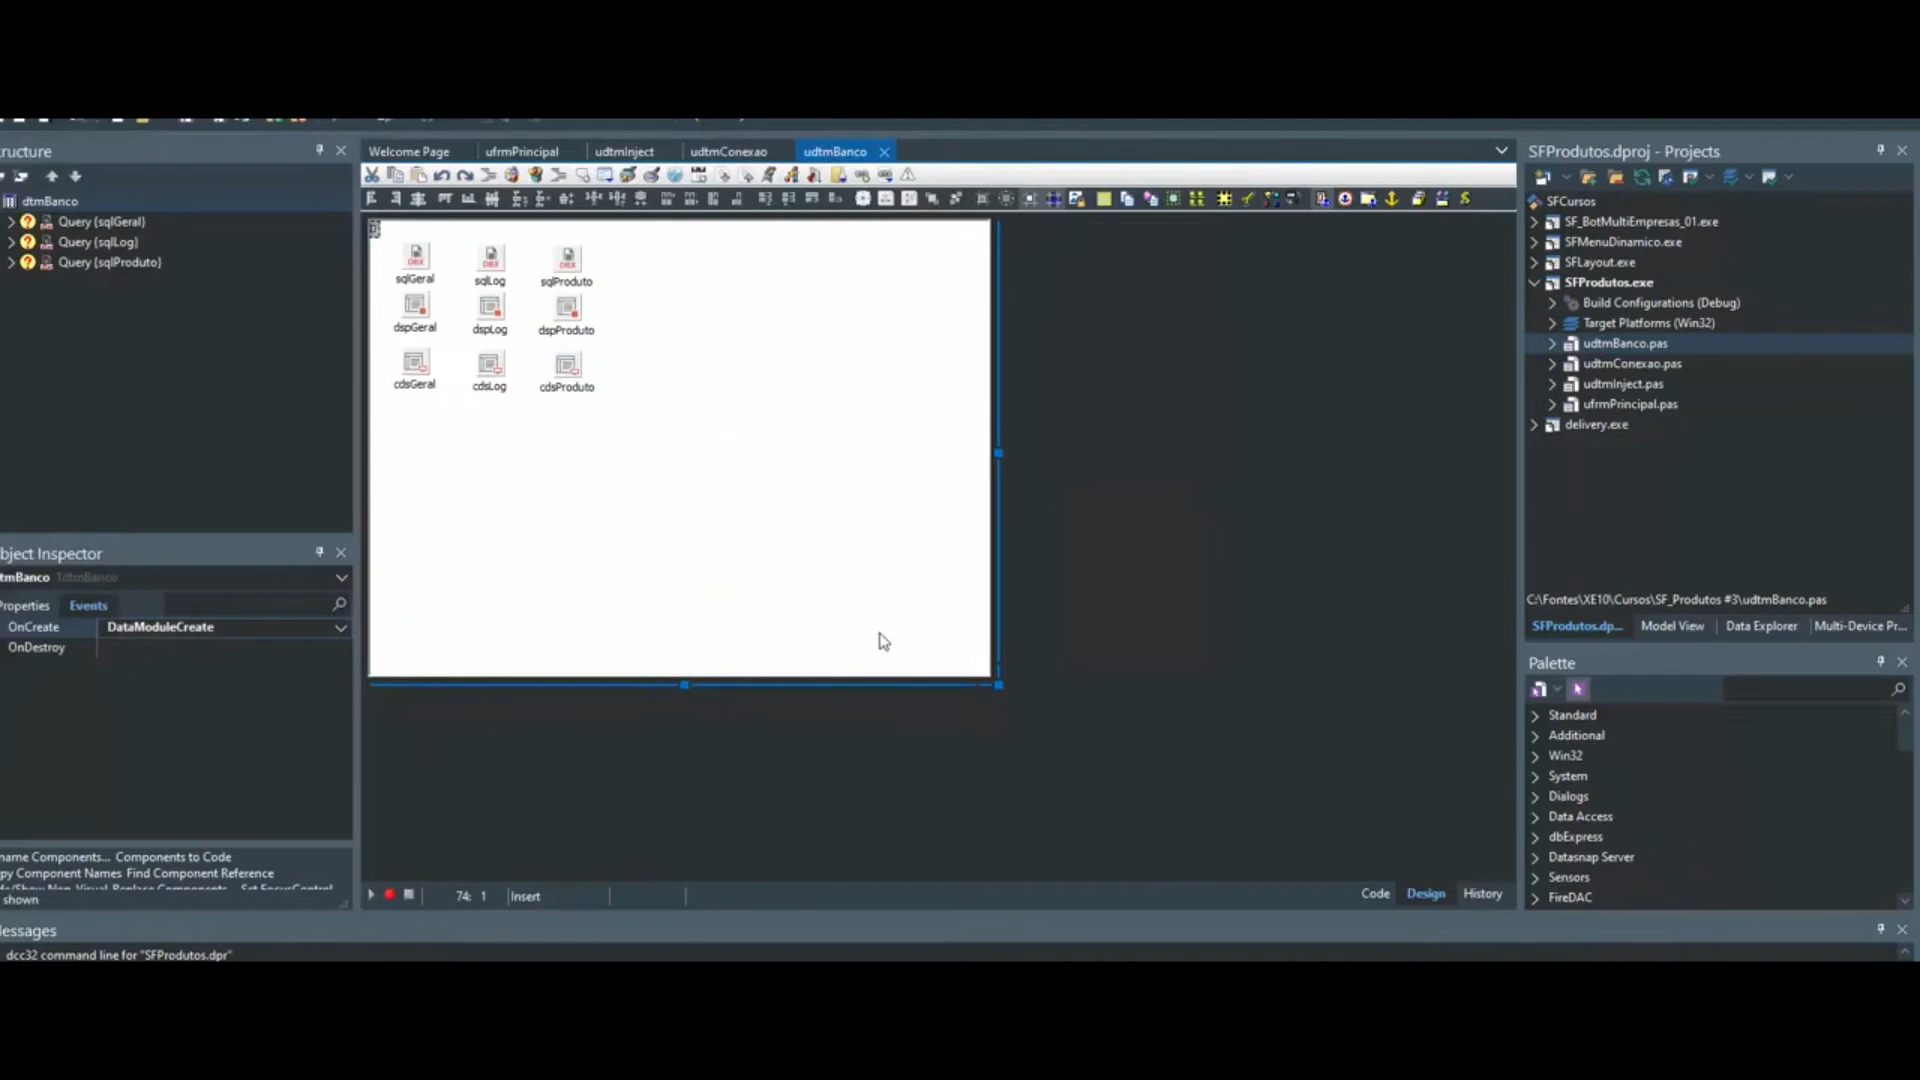 ructure
dtmBanco
Query {sqlGeral}
Query {sqlLog}
Query {sqlProduto}
bject Inspector
tmBanco TdtmBanco
Properties Events
OnCreate DataModuleCreate
OnDestroy
name Components... Components to Code
py Component Names Find Component Reference
shown
Welcome Page ufrmPrincipal udtmInject udtmConexao udtmBanco
DBX DBX DBX
sqlGeral sqlLog sqlProduto
dspGeral dspLog dspProduto
cdsGeral cdsLog cdsProduto
74: 1 Insert
Code Design History
SFProdutos.dproj - Projects
SFCursos
SF_BotMultiEmpresas_01.exe
SFMenuDinamico.exe
SFLayout.exe
SFProdutos.exe
Build Configurations (Debug)
Target Platforms (Win32)
udtmBanco.pas
udtmConexao.pas
udtmInject.pas
ufrmPrincipal.pas
delivery.exe
C:\Fontes\XE10\Cursos\SF_Produtos #3\udtmBanco.pas
SFProdutos.dp... Model View Data Explorer Multi-Device Pr...
Palette
Standard
Additional
Win32
System
Dialogs
Data Access
dbExpress
Datasnap Server
Sensors
FireDAC
essages
dcc32 command line for "SFProdutos.dpr"